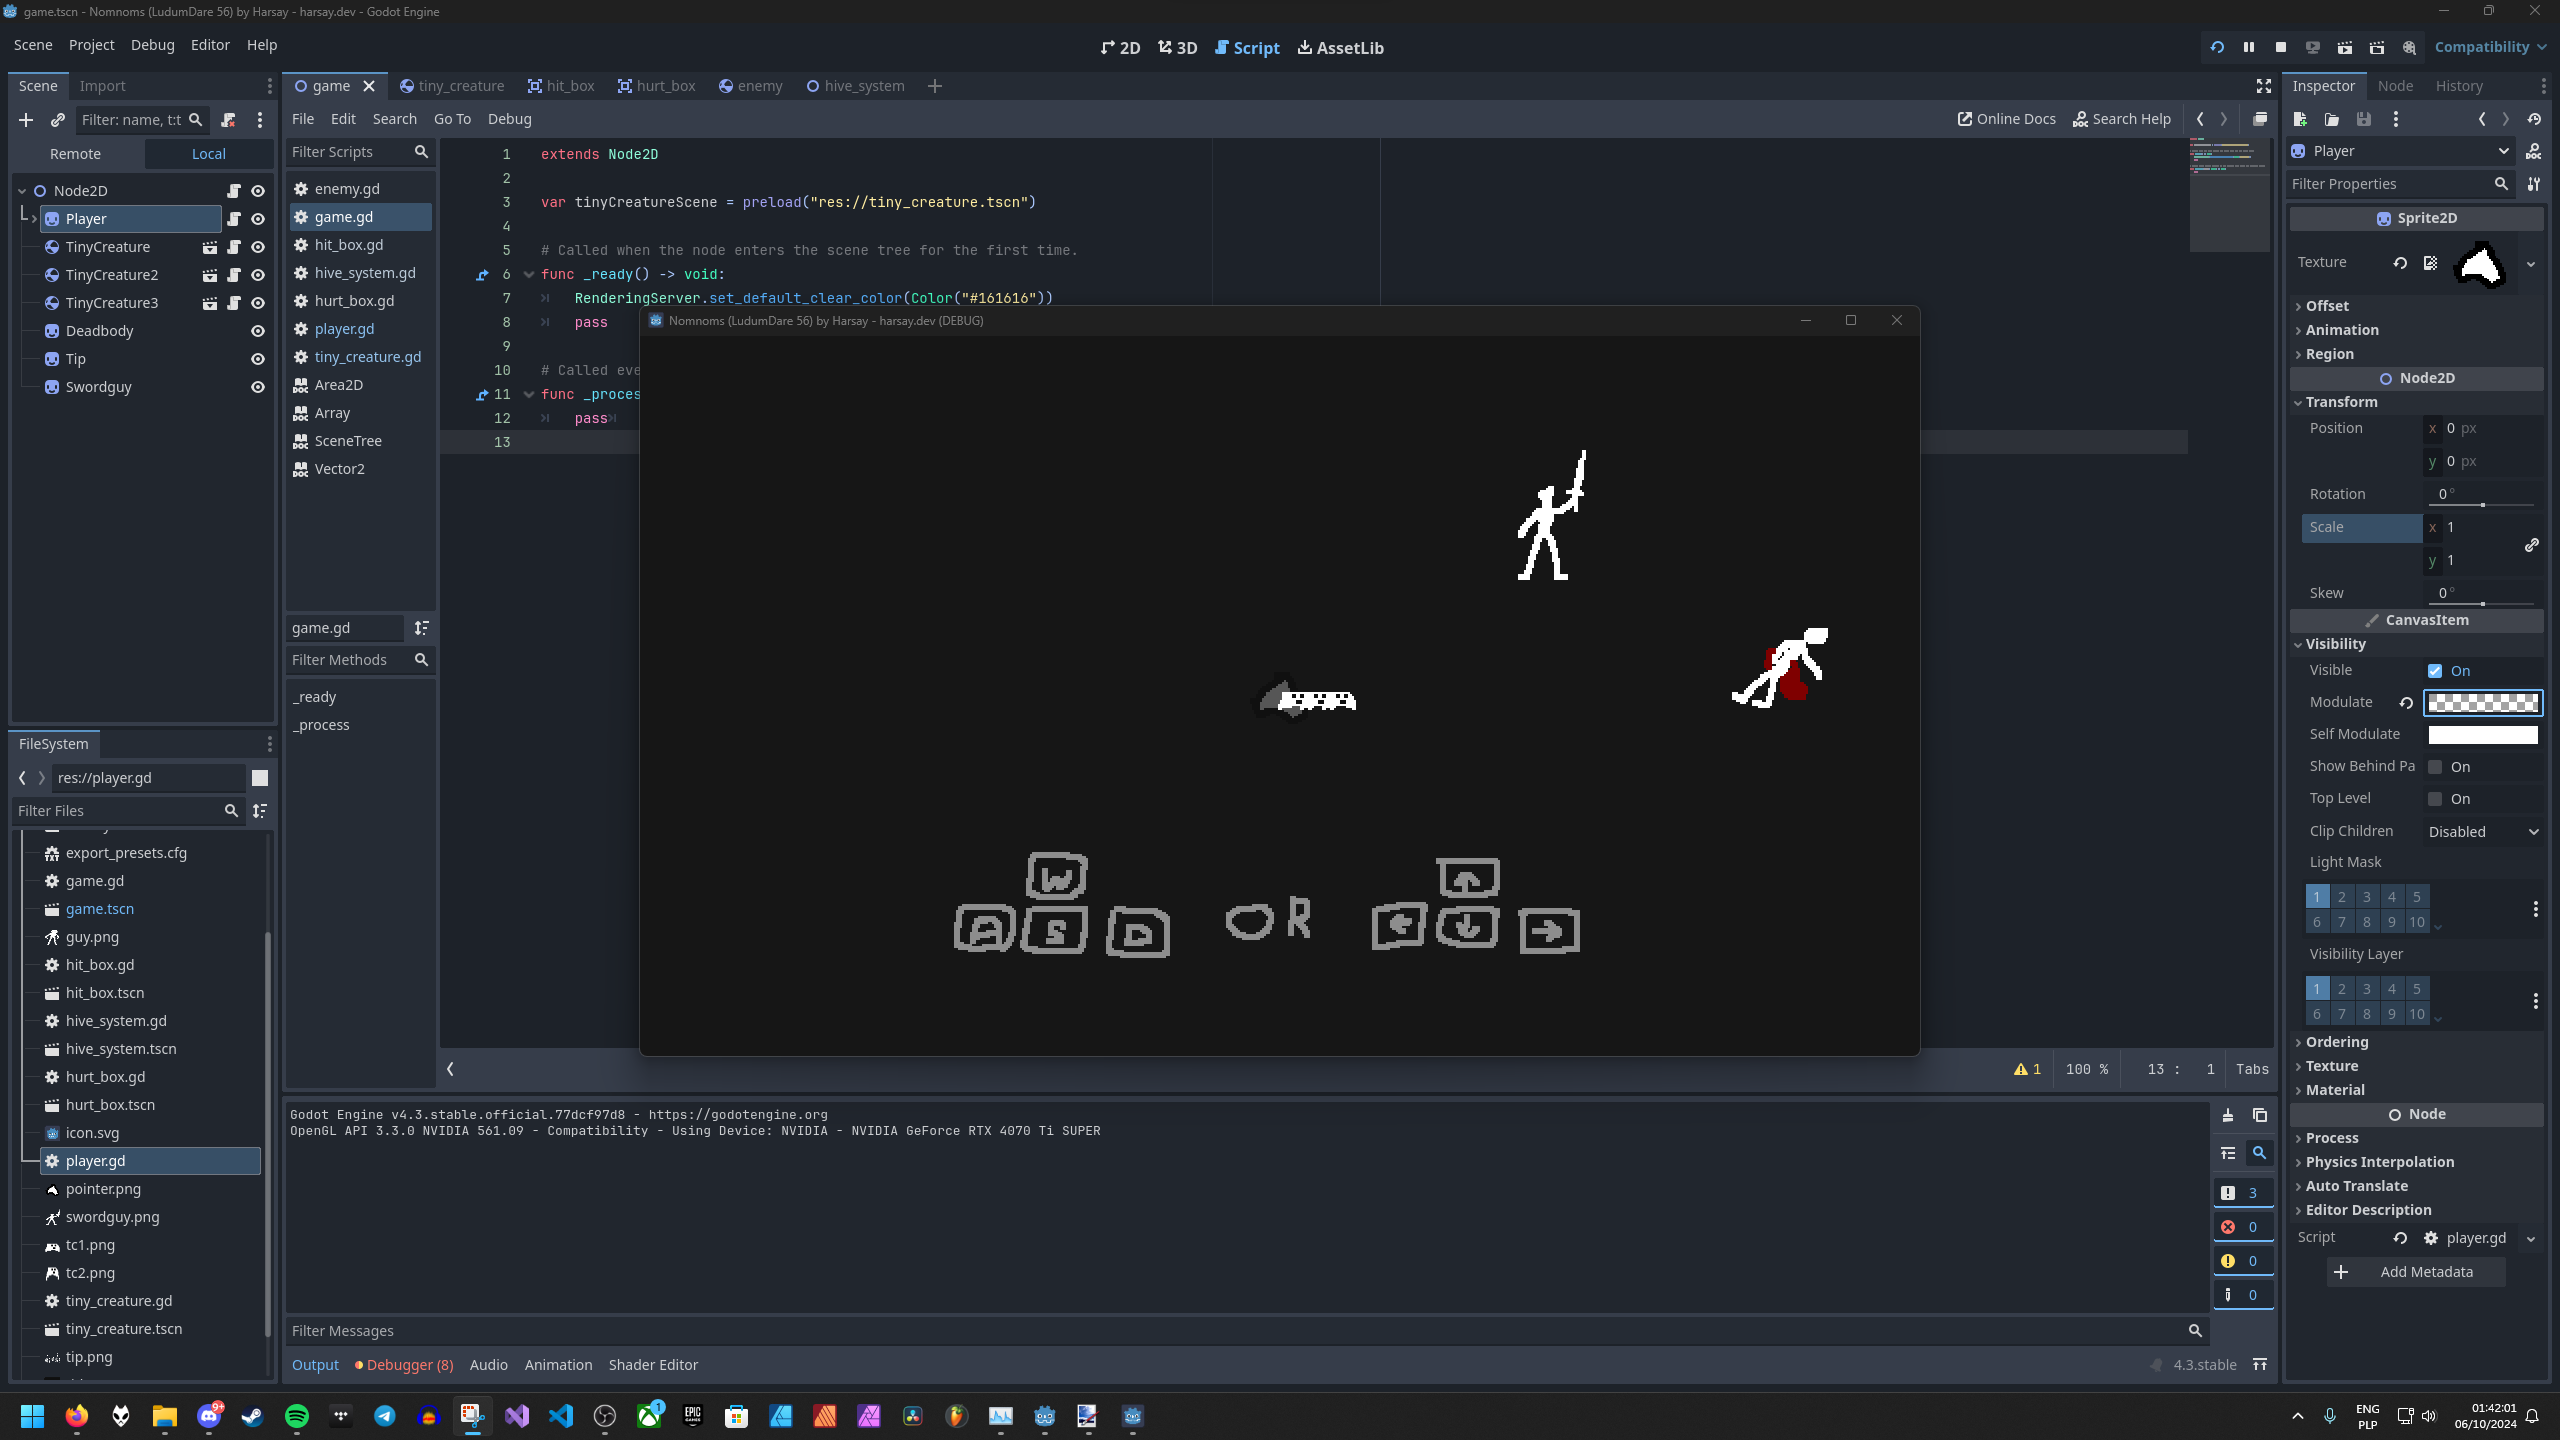 game.tscn - Nomnoms (LudumDare 56) by Harsay - harsay.dev - Godot Engine
Scene Project Debug Editor Help
2D 3D Script AssetLib
Compatibility
Scene Import
Filter: name, t:t
Remote Local
Node2D
Player
TinyCreature
TinyCreature2
TinyCreature3
Deadbody
Tip
Swordguy
FileSystem
res://player.gd
Filter Files
export_presets.cfg
game.gd
game.tscn
guy.png
hit_box.gd
hit_box.tscn
hive_system.gd
hive_system.tscn
hurt_box.gd
hurt_box.tscn
icon.svg
player.gd
pointer.png
swordguy.png
tc1.png
tc2.png
tiny_creature.gd
tiny_creature.tscn
tip.png
game tiny_creature hit_box hurt_box enemy hive_system
File Edit Search Go To Debug
Online Docs Search Help
Filter Scripts
enemy.gd
game.gd
hit_box.gd
hive_system.gd
hurt_box.gd
player.gd
tiny_creature.gd
Area2D
Array
SceneTree
Vector2
game.gd
Filter Methods
_ready
_process
1 extends Node2D
2
3 var tinyCreatureScene = preload("res://tiny_creature.tscn")
4
5 # Called when the node enters the scene tree for the first time.
6 func _ready() -> void:
7 RenderingServer.set_default_clear_color(Color("#161616"))
8 pass
9
10 # Called eve
11 func _proces
12 pass
13
Nomnoms (LudumDare 56) by Harsay - harsay.dev (DEBUG)
W
A S D OR
1 100 % 13 : 1 Tabs
Godot Engine v4.3.stable.official.77dcf97d8 - https://godotengine.org
OpenGL API 3.3.0 NVIDIA 561.09 - Compatibility - Using Device: NVIDIA - NVIDIA GeForce RTX 4070 Ti SUPER
3
0
0
0
Filter Messages
Output Debugger (8) Audio Animation Shader Editor
4.3.stable
Inspector Node History
Player
Filter Properties
Sprite2D
Texture
Offset
Animation
Region
Node2D
Transform
Position x 0 px
y 0 px
Rotation 0 °
Scale x 1
y 1
Skew 0 °
CanvasItem
Visibility
Visible On
Modulate
Self Modulate
Show Behind Pa On
Top Level On
Clip Children Disabled
Light Mask
1 2 3 4 5
6 7 8 9 10
Visibility Layer
1 2 3 4 5
6 7 8 9 10
Ordering
Texture
Material
Node
Process
Physics Interpolation
Auto Translate
Editor Description
Script player.gd
Add Metadata
9+
1
EPIC GAMES
ENG
PLP
01:42:01
06/10/2024